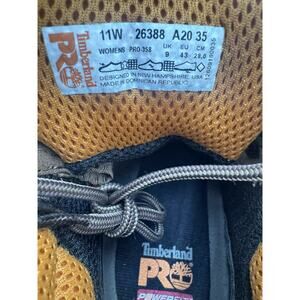 Timberland PRO
11W 26388 A20 35
WOMENS PRO-358 UK EU CM
9 43 28,0
DESIGNED IN NEW HAMPSHIRE, USA
MADE IN DOMINICAN REPUBLIC
Timberland
PRO
POWERFIT